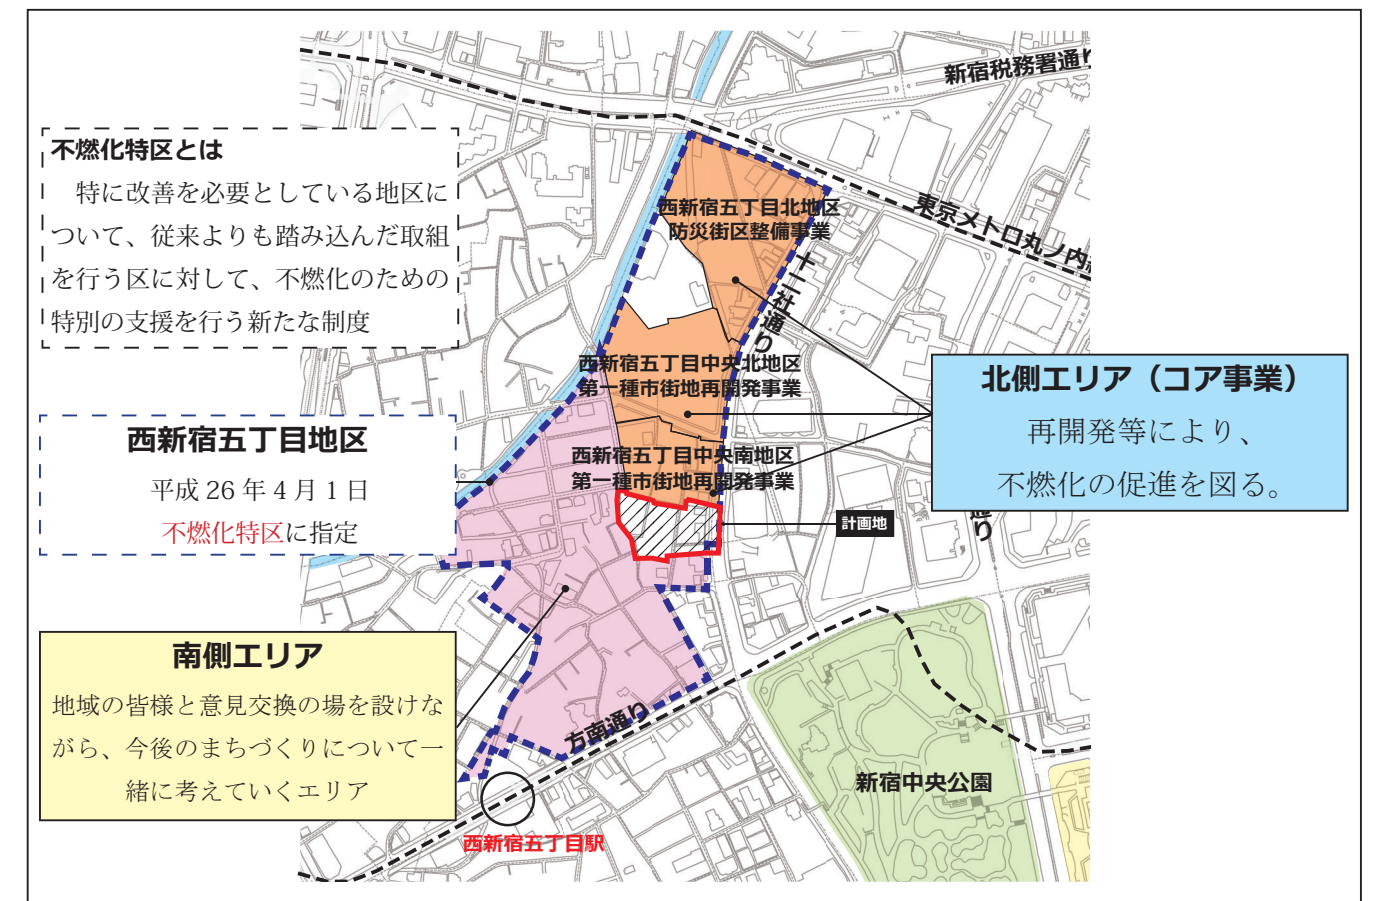 新宿税務署通り
不燃化特区とは
特に改善を必要としている地区に
ついて、従来よりも踏み込んだ取組
を行う区に対して、不燃化のための
特別の支援を行う新たな制度
西新宿五丁目北地区
防災街区整備事業
東京メトロ丸ノ内線
十二社通り
西新宿五丁目中央北地区
第一種市街地再開発事業
北側エリア（コア事業）
再開発等により、
不燃化の促進を図る。
西新宿五丁目地区
平成 26 年 4 月 1 日
不燃化特区に指定
西新宿五丁目中央南地区
第一種市街地再開発事業
計画地
通り
南側エリア
地域の皆様と意見交換の場を設けな
がら、今後のまちづくりについて一
緒に考えていくエリア
方南通り
新宿中央公園
西新宿五丁目駅